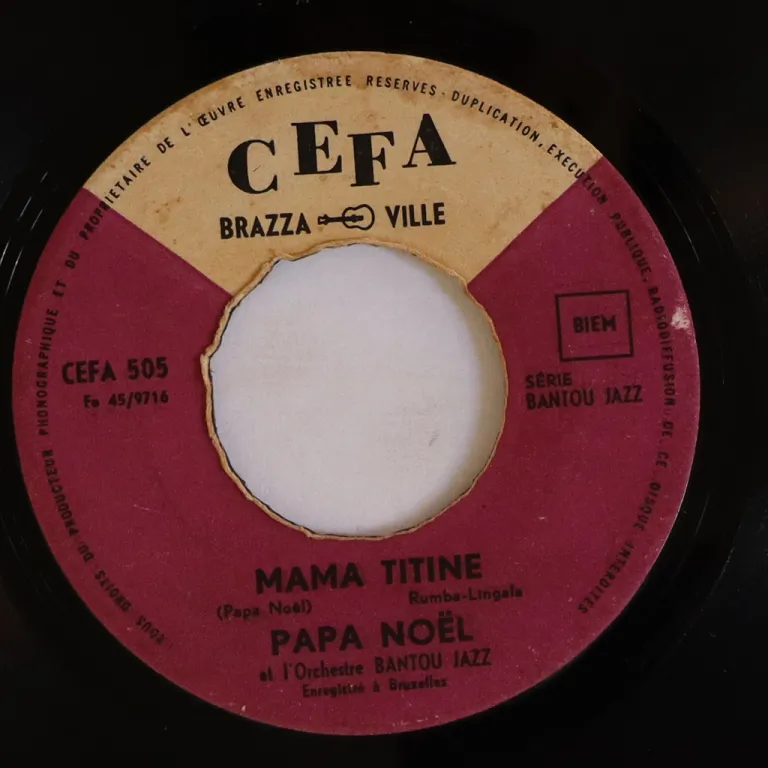 TOUS DROITS DU PRODUCTEUR PHONOGRAPHIQUE ET DU PROPRIETAIRE DE L'ŒUVRE ENREGISTREE RESERVES - DUPLICATION, EXECUTION PUBLIQUE, RADIODIFFUSION DE CE DISQUE INTERDITES
CEFA
BRAZZA VILLE
BIEM
CEFA 505
Fe 45/9716
SÉRIE
BANTOU JAZZ
MAMA TITINE
(Papa Noël) Rumba-Lingala
PAPA NOËL
et l'Orchestre BANTOU JAZZ
Enregistré à Bruxelles